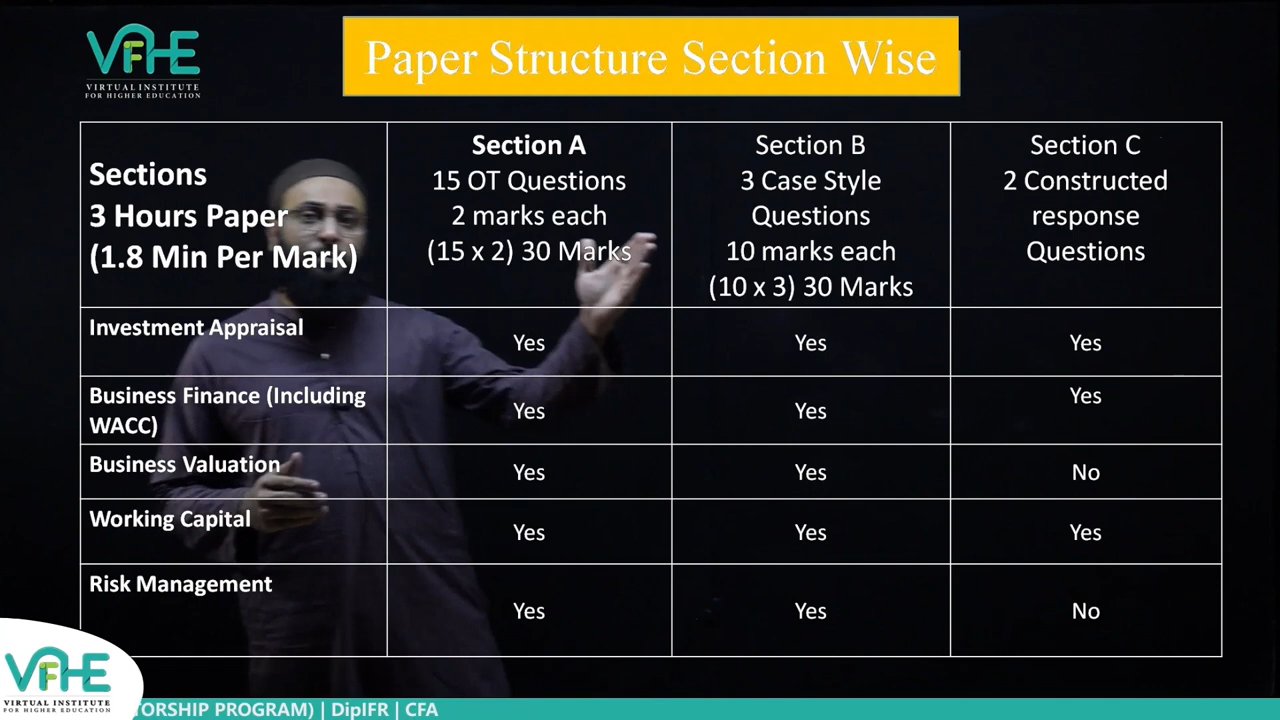 VFHE
VIRTUAL INSTITUTE
FOR HIGHER EDUCATION
Paper Structure Section Wise
Sections
3 Hours Paper
(1.8 Min Per Mark)
Section A
15 OT Questions
2 marks each
(15 x 2) 30 Marks
Section B
3 Case Style
Questions
10 marks each
(10 x 3) 30 Marks
Section C
2 Constructed
response
Questions
Investment Appraisal
Yes
Yes
Yes
Business Finance (Including
WACC)
Yes
Yes
Yes
Business Valuation
Yes
Yes
No
Working Capital
Yes
Yes
Yes
Risk Management
Yes
Yes
No
VFHE
VIRTUAL INSTITUTE
FOR HIGHER EDUCATION
TORSHIP PROGRAM) | DipIFR | CFA